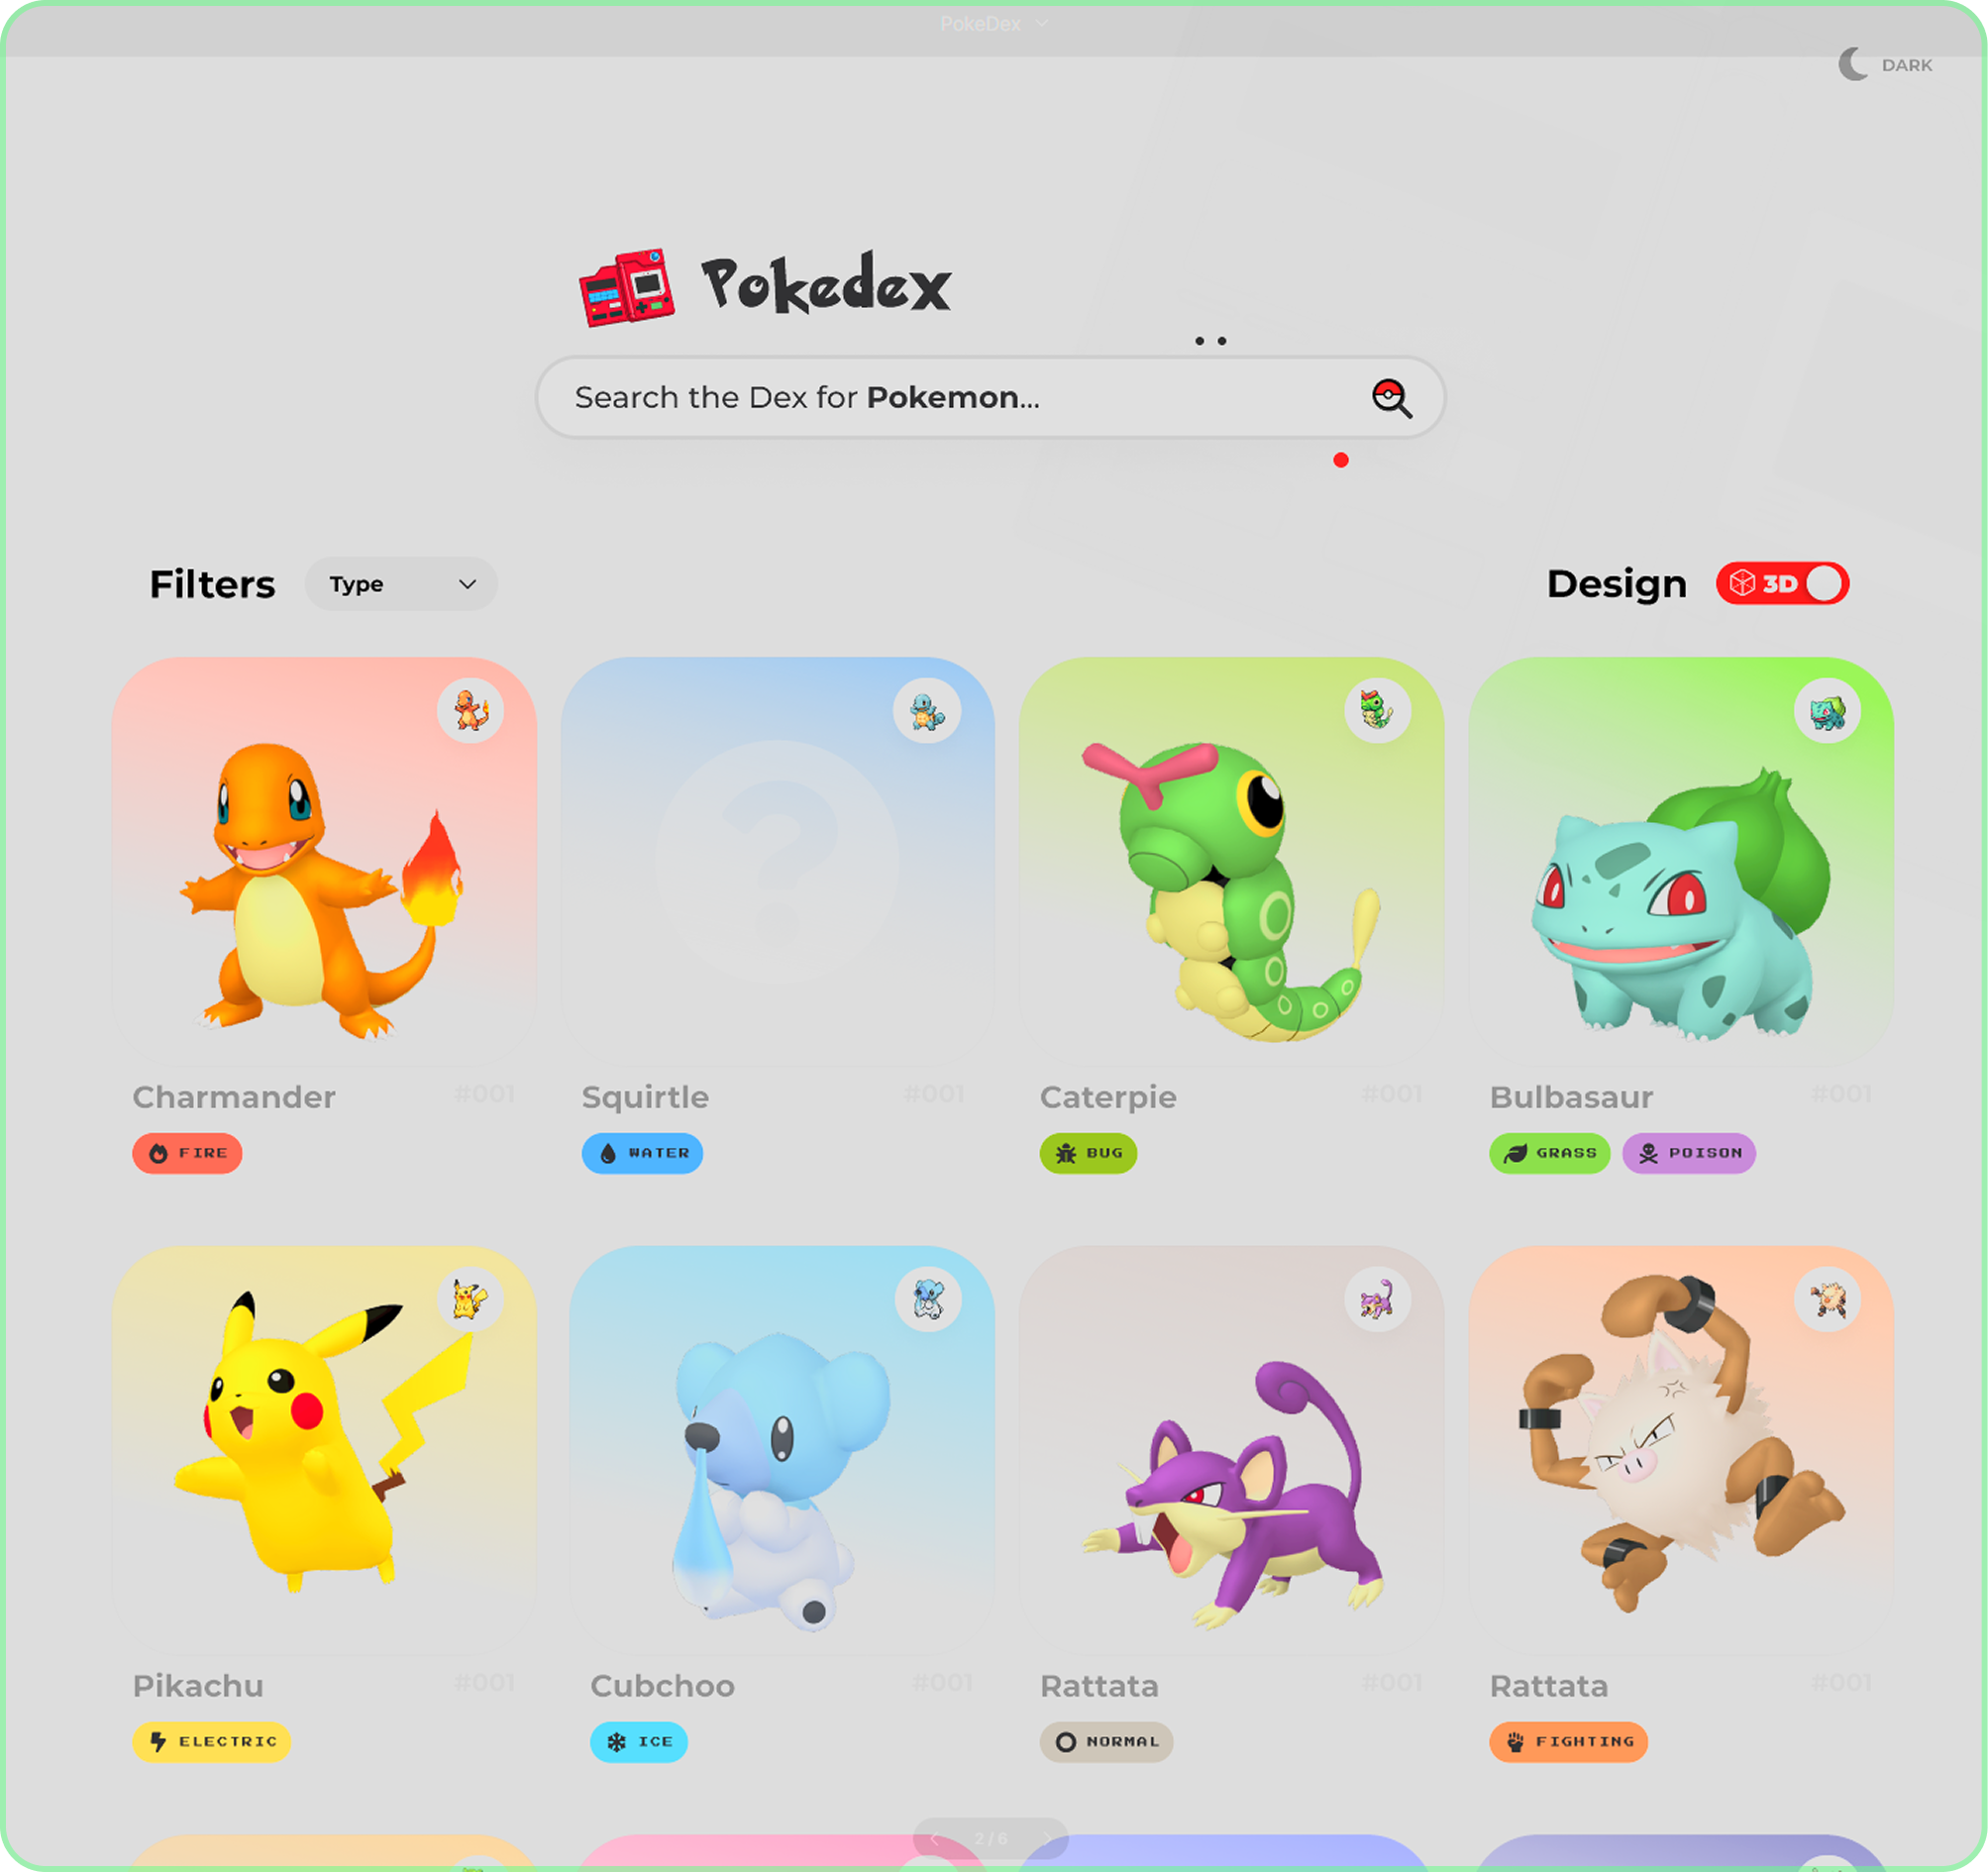 PokeDex
DARK
Pokedex
Search the Dex for Pokemon...
Filters
Type
Design
3D
Charmander #001
FIRE
Squirtle #001
WATER
Caterpie #001
BUG
Bulbasaur #001
GRASS POISON
Pikachu #001
ELECTRIC
Cubchoo #001
ICE
Rattata #001
NORMAL
Rattata #001
FIGHTING
2 / 6